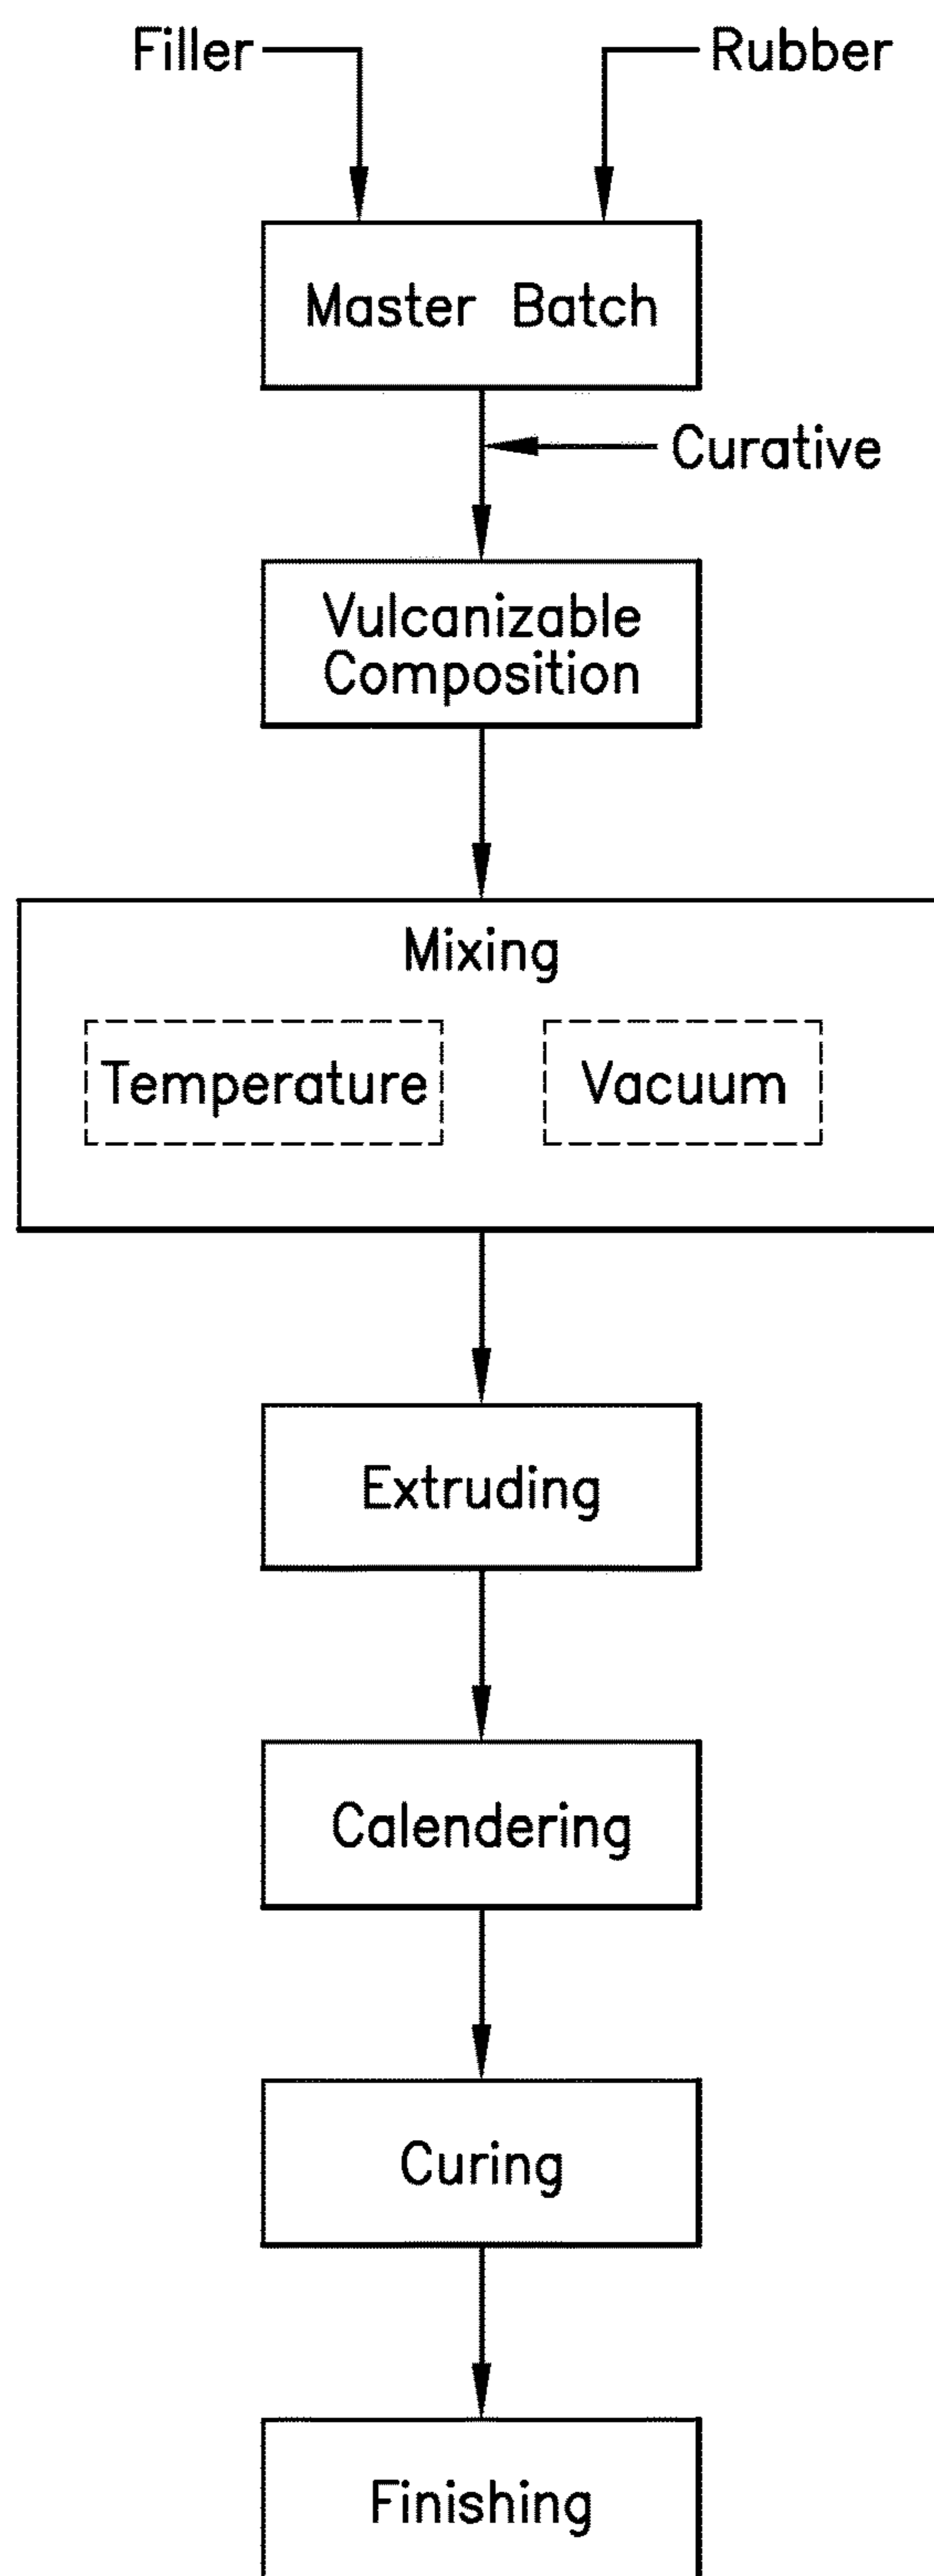 Filler
Rubber
Master Batch
Curative
Vulcanizable
Composition
Mixing
Temperature
Vacuum
Extruding
Calendering
Curing
Finishing